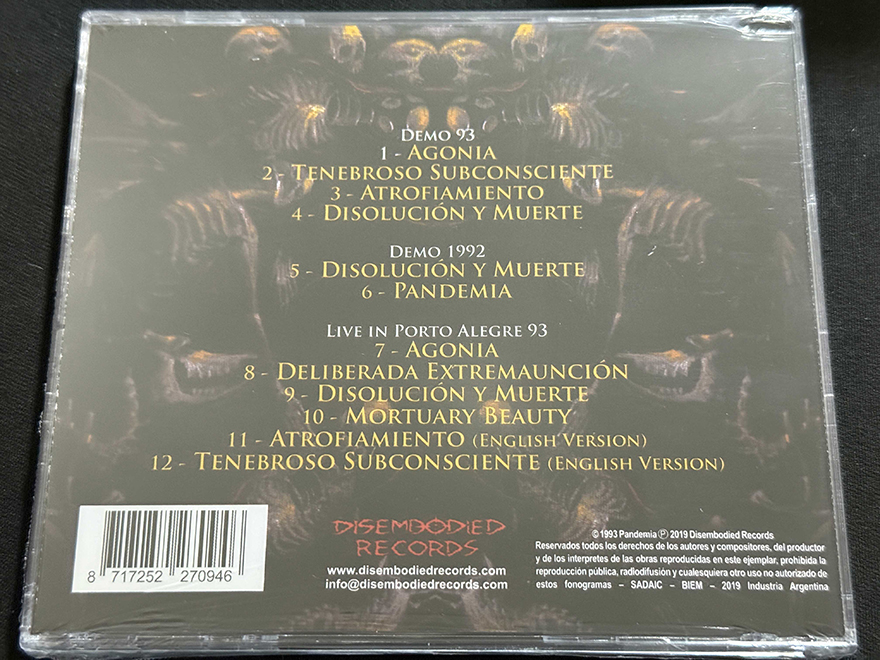 Demo 93
1 - Agonia
2 - Tenebroso Subconsciente
3 - Atrofiamiento
4 - Disolución y Muerte
Demo 1992
5 - Disolución y Muerte
6 - Pandemia
Live in Porto Alegre 93
7 - Agonia
8 - Deliberada Extremaunción
9 - Disolución y Muerte
10 - Mortuary Beauty
11 - Atrofiamiento (English Version)
12 - Tenebroso Subconsciente (English Version)
8 717252 270946
DISEMBODIED
RECORDS
www.disembodiedrecords.com
info@disembodiedrecords.com
© 1993 Pandemia Ⓟ 2019 Disembodied Records
Reservados todos los derechos de los autores y compositores, del productor
y de los interpretes de las obras reproducidas en este ejemplar, prohibida la
reproducción pública, radiodifusión y cualesquiera otro uso no autorizado de
estos fonogramas – SADAIC – BIEM – 2019 Industria Argentina